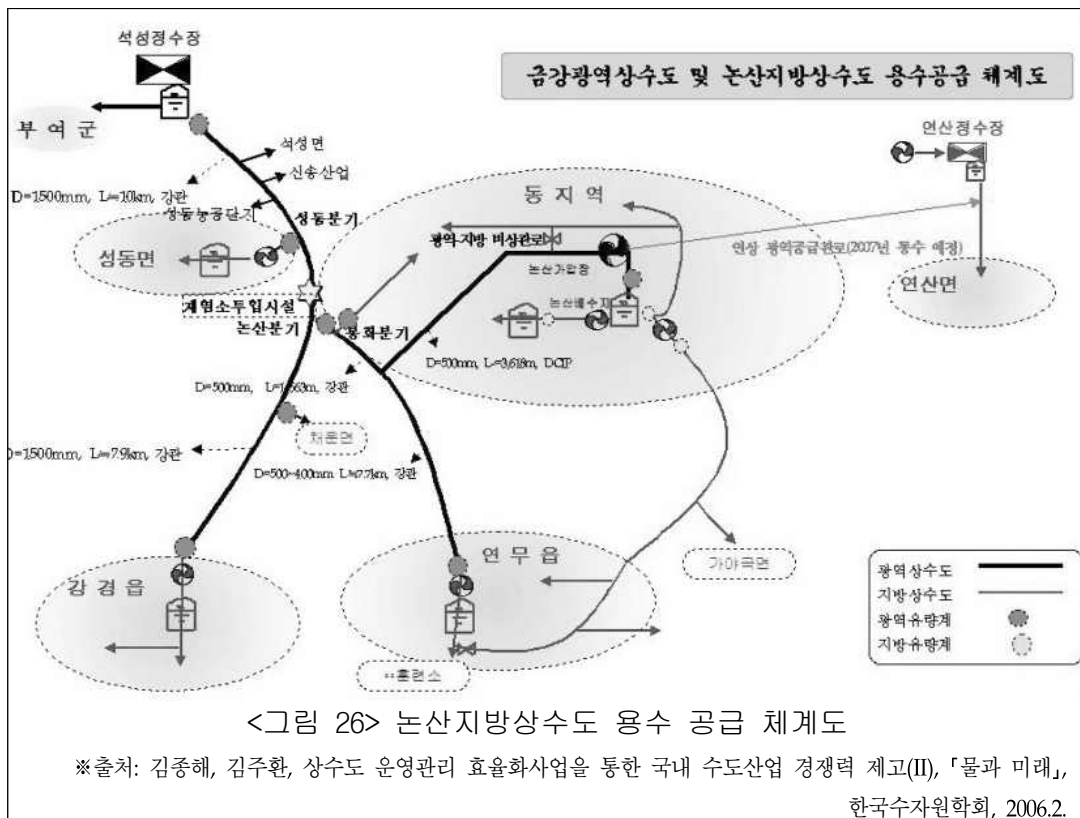 석성정수장
금강광역상수도 및 논산지방상수도 용수공급 체계도
부여군
연산정수장
석성면
신송산업
D=1500mm, L=10km, 강관
성동농공단지
성동분기
동지역
광역 지방 비상관로
연산 광역공급관로(2007년 통수 예정)
성동면
논산가압장
연산면
재염소투입시설
논산배수지
논산분기
봉화분기
D=500mm, L=3,618m, DCIP
D=500mm, L=1,563m, 강관
채운면
D=1500mm, L=7.9km, 강관
D=500~400mm L=7.7km, 강관
연무읍
가야곡면
강경읍
광역상수도
지방상수도
광역유량계
지방유량계
훈련소
<그림 26> 논산지방상수도 용수 공급 체계도
※출처: 김종해, 김주환, 상수도 운영관리 효율화사업을 통한 국내 수도산업 경쟁력 제고(II), 「물과 미래」,
한국수자원학회, 2006.2.